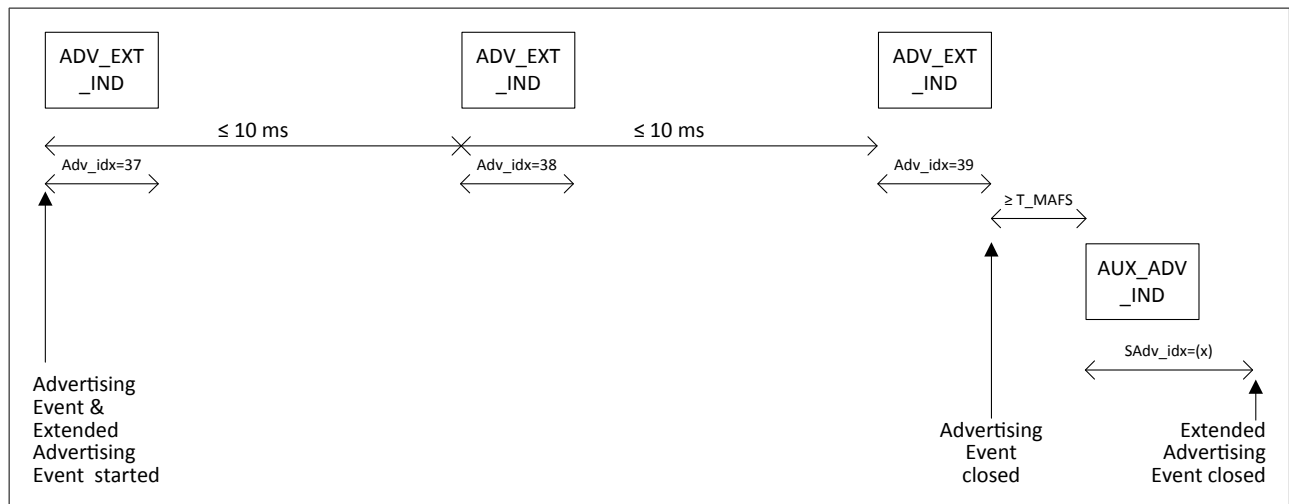 ADV_EXT
_IND
ADV_EXT
_IND
ADV_EXT
_IND
≤ 10 ms
≤ 10 ms
Adv_idx=37
Adv_idx=38
Adv_idx=39
≥ T_MAFS
AUX_ADV
_IND
SAdv_idx=(x)
Advertising
Event &
Extended
Advertising
Event started
Advertising
Event
closed
Extended
Advertising
Event closed